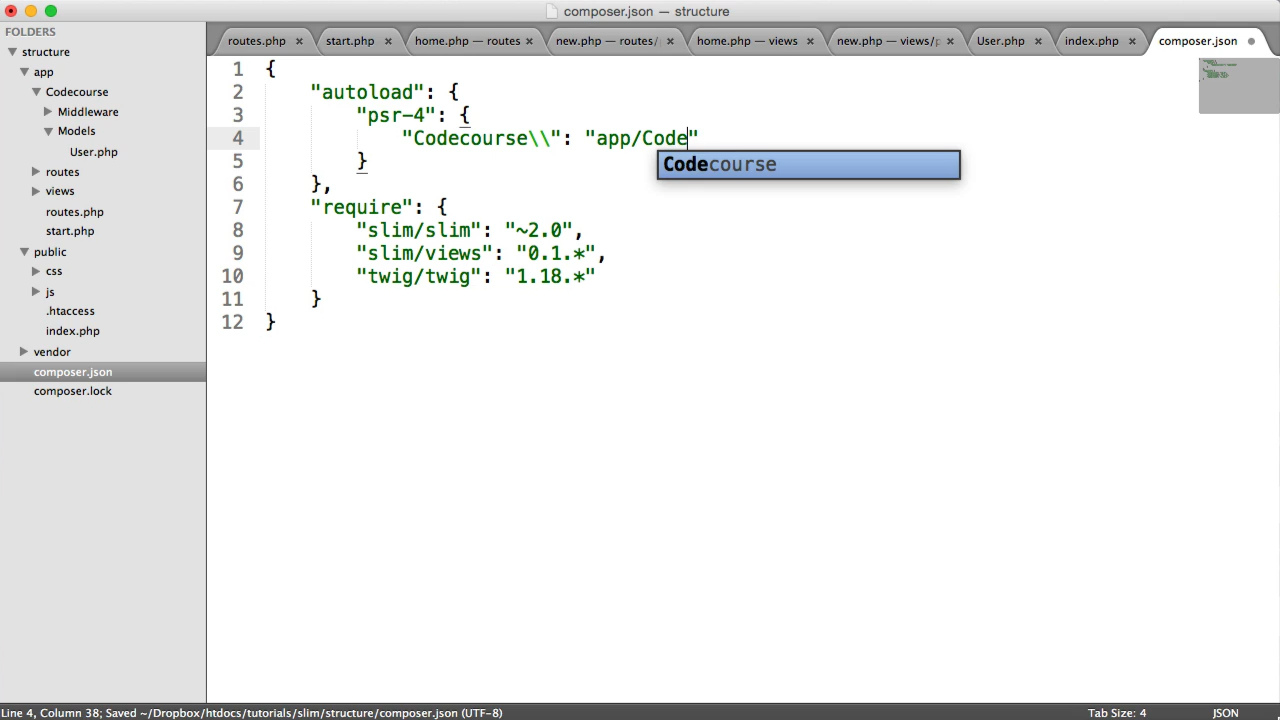 composer.json — structure
FOLDERS
structure
app
Codecourse
Middleware
Models
User.php
routes
views
routes.php
start.php
public
css
js
.htaccess
index.php
vendor
composer.json
composer.lock
routes.php × start.php × home.php — routes × new.php — routes/ × home.php — views × new.php — views/p × User.php × index.php × composer.json
1 {
2 "autoload": {
3 "psr-4": {
4 "Codecourse\\": "app/Code"
Codecourse
5 }
6 },
7 "require": {
8 "slim/slim": "~2.0",
9 "slim/views": "0.1.*",
10 "twig/twig": "1.18.*"
11 }
12 }
Line 4, Column 38; Saved ~/Dropbox/htdocs/tutorials/slim/structure/composer.json (UTF-8) Tab Size: 4 JSON